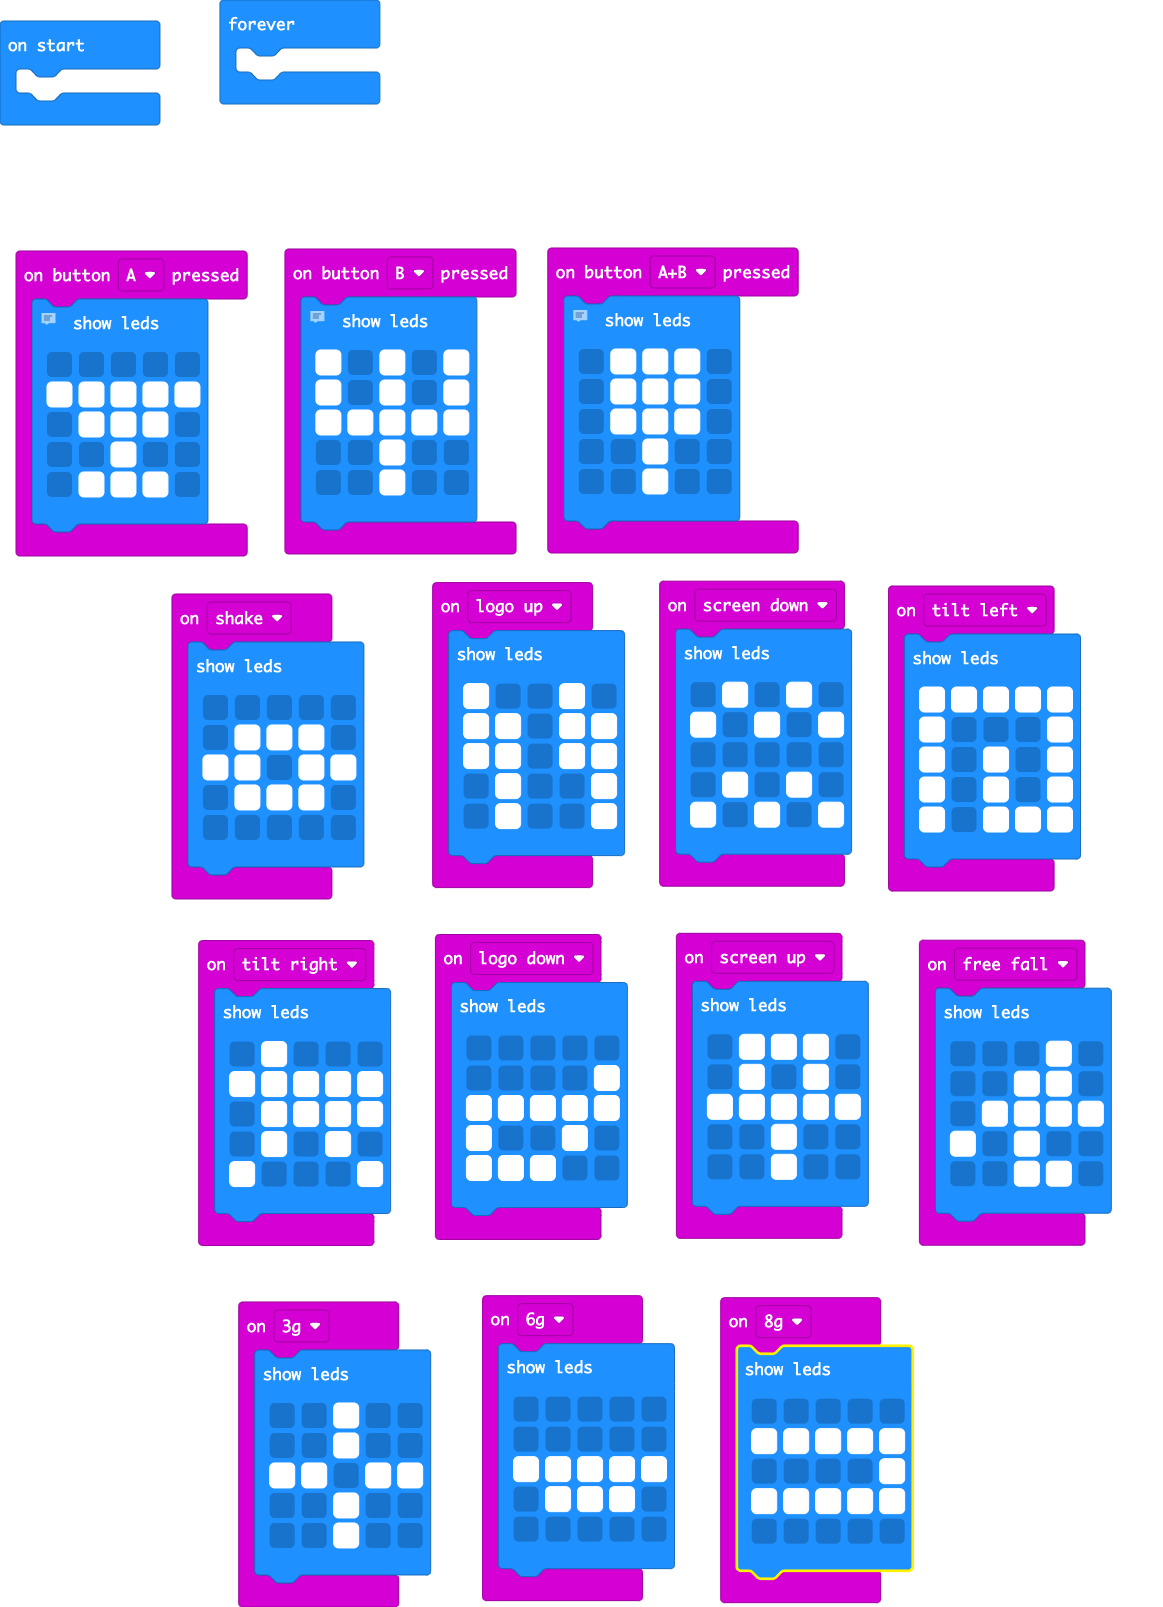 on start
forever
on button A pressed
show leds
on button B pressed
show leds
on button A+B pressed
show leds
on shake
show leds
on logo up
show leds
on screen down
show leds
on tilt left
show leds
on tilt right
show leds
on logo down
show leds
on screen up
show leds
on free fall
show leds
on 3g
show leds
on 6g
show leds
on 8g
show leds